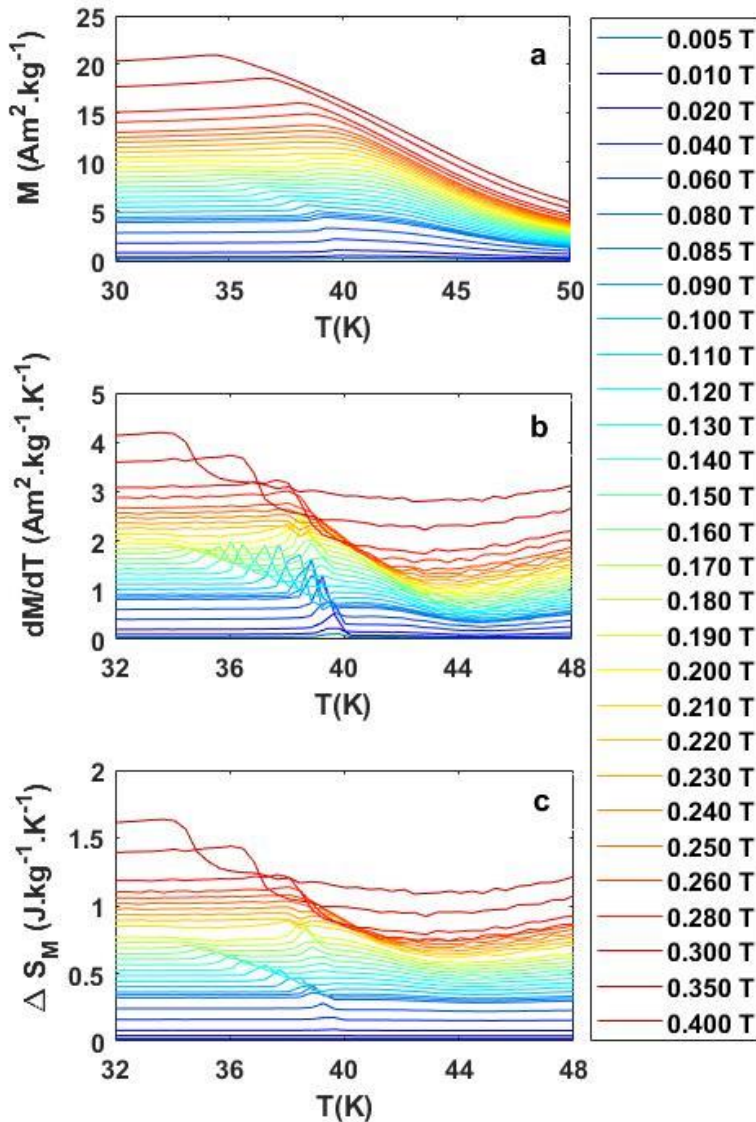 a
M (Am².kg⁻¹)
25
20
15
10
5
0
30
35
40
45
50
T(K)
b
dM/dT (Am².kg⁻¹.K⁻¹)
5
4
3
2
1
0
32
36
40
44
48
T(K)
c
Δ S_M (J.kg⁻¹.K⁻¹)
2
1.5
1
0.5
0
32
36
40
44
48
T(K)
0.005 T
0.010 T
0.020 T
0.040 T
0.060 T
0.080 T
0.085 T
0.090 T
0.100 T
0.110 T
0.120 T
0.130 T
0.140 T
0.150 T
0.160 T
0.170 T
0.180 T
0.190 T
0.200 T
0.210 T
0.220 T
0.230 T
0.240 T
0.250 T
0.260 T
0.280 T
0.300 T
0.350 T
0.400 T